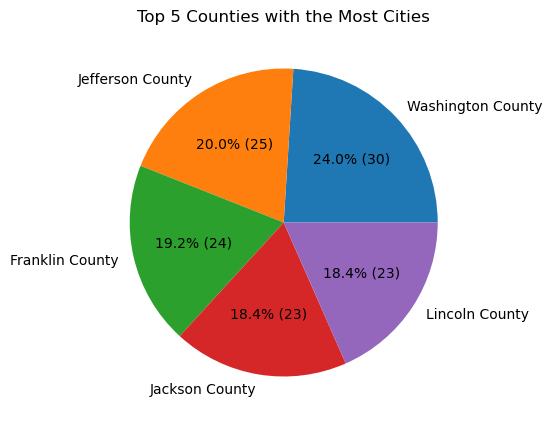 Top 5 Counties with the Most Cities
Jefferson County
Washington County
20.0% (25)
24.0% (30)
19.2% (24)
Franklin County
18.4% (23)
18.4% (23)
Lincoln County
Jackson County